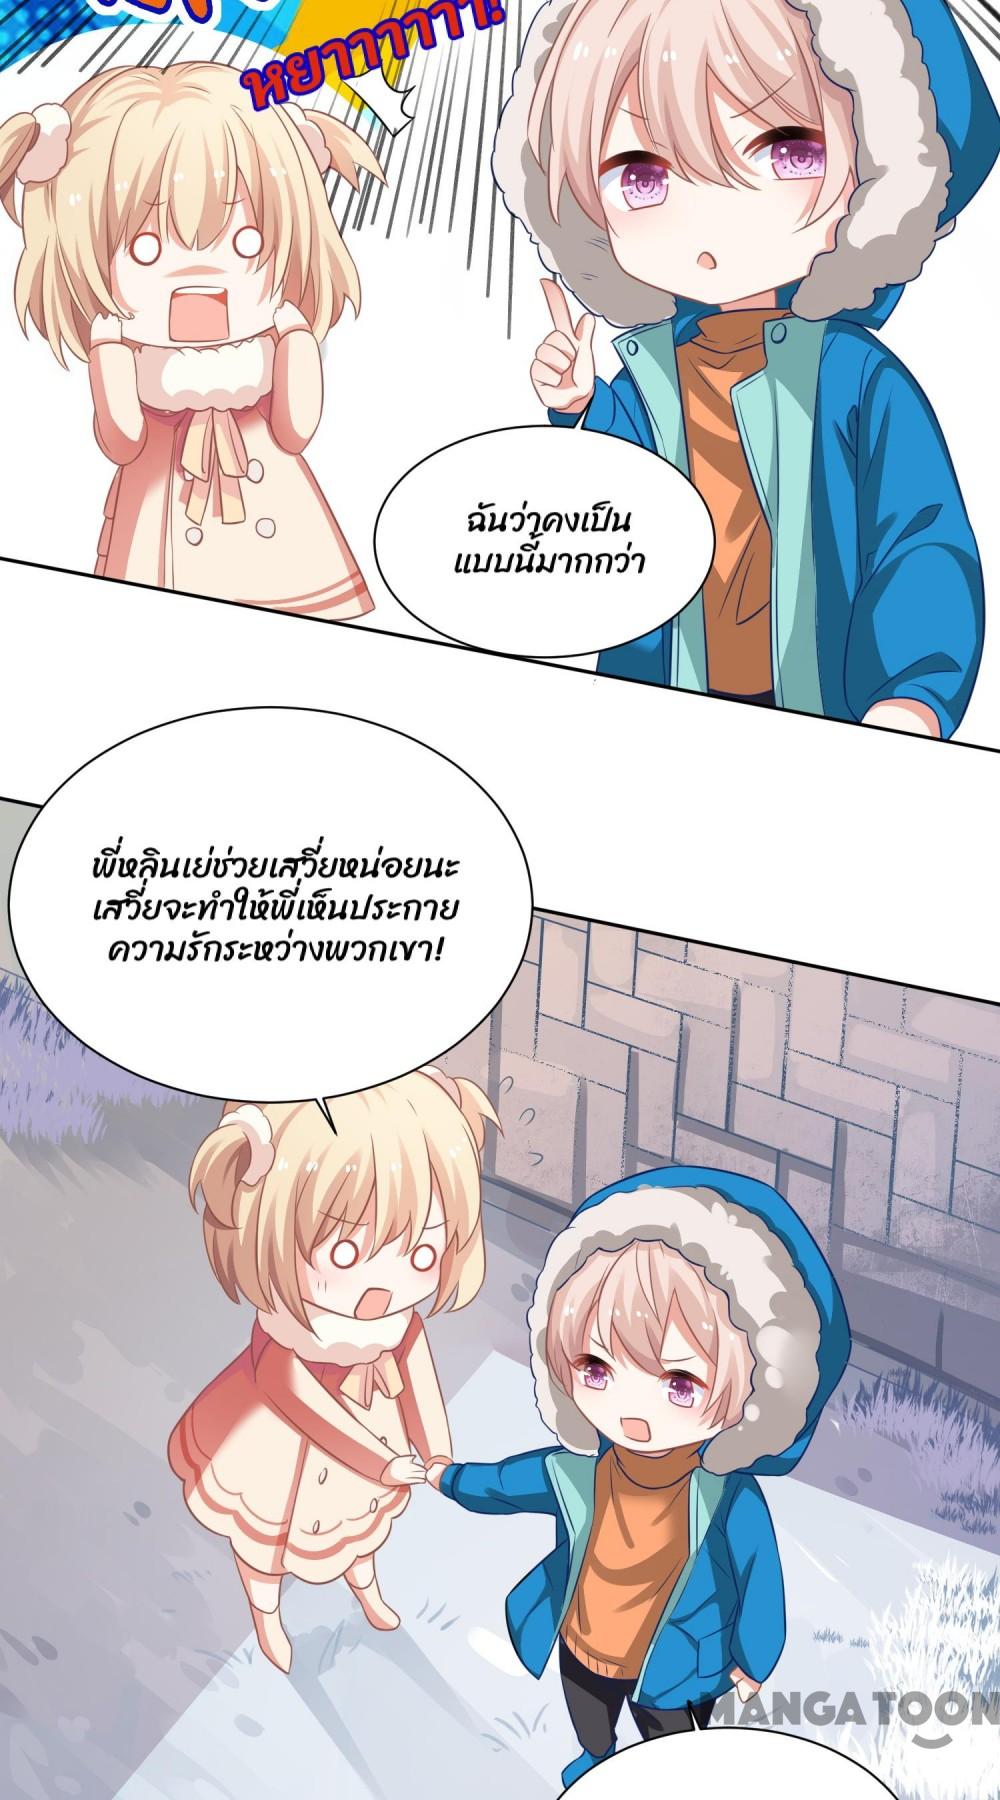 หยาาาาาา!
ฉันว่าคงเป็น
แบบนี้มากกว่า
พี่หลินเย่ช่วยเสวี่ยหน่อยนะ
เสวี่ยจะทำให้พี่เห็นประกาย
ความรักระหว่างพวกเขา!
MANGATOON